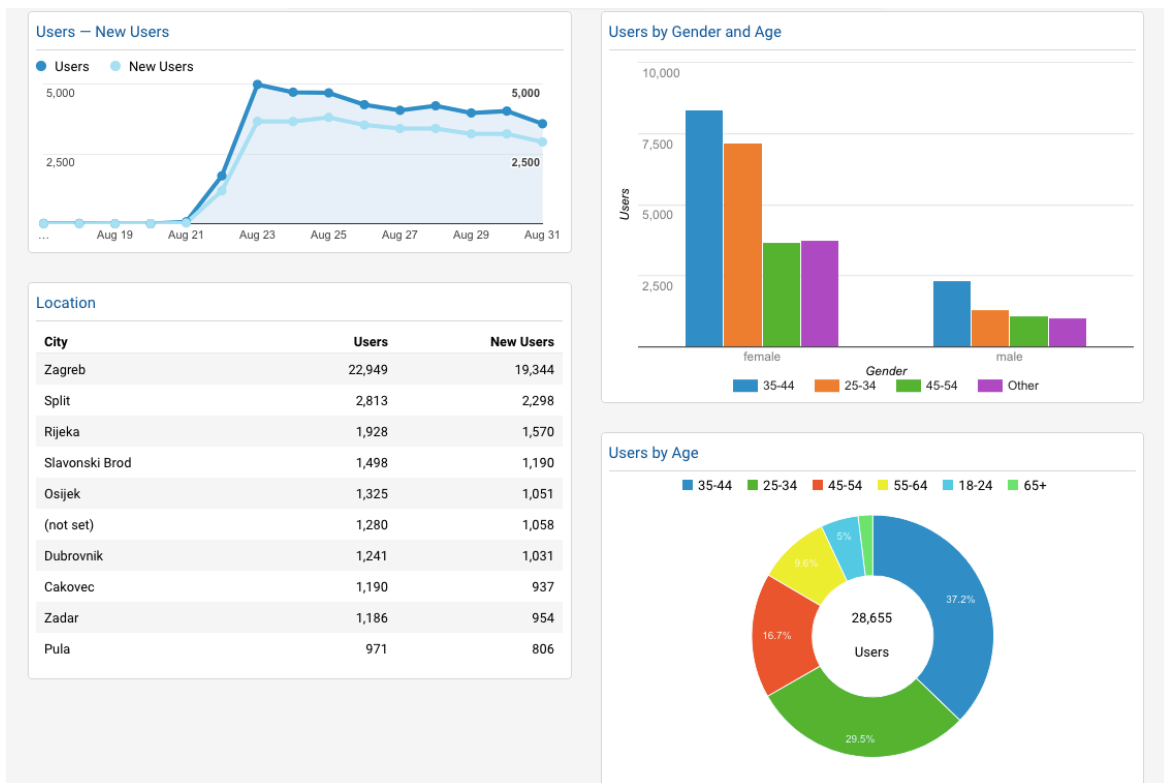 Users — New Users
Users New Users
5,000 5,000
2,500 2,500
... Aug 19 Aug 21 Aug 23 Aug 25 Aug 27 Aug 29 Aug 31
Location
City Users New Users
Zagreb 22,949 19,344
Split 2,813 2,298
Rijeka 1,928 1,570
Slavonski Brod 1,498 1,190
Osijek 1,325 1,051
(not set) 1,280 1,058
Dubrovnik 1,241 1,031
Cakovec 1,190 937
Zadar 1,186 954
Pula 971 806
Users by Gender and Age
10,000
7,500
5,000
2,500
Users
female male
Gender
35-44 25-34 45-54 Other
Users by Age
35-44 25-34 45-54 55-64 18-24 65+
5%
9.6%
37.2%
28,655
16.7%
Users
29.5%